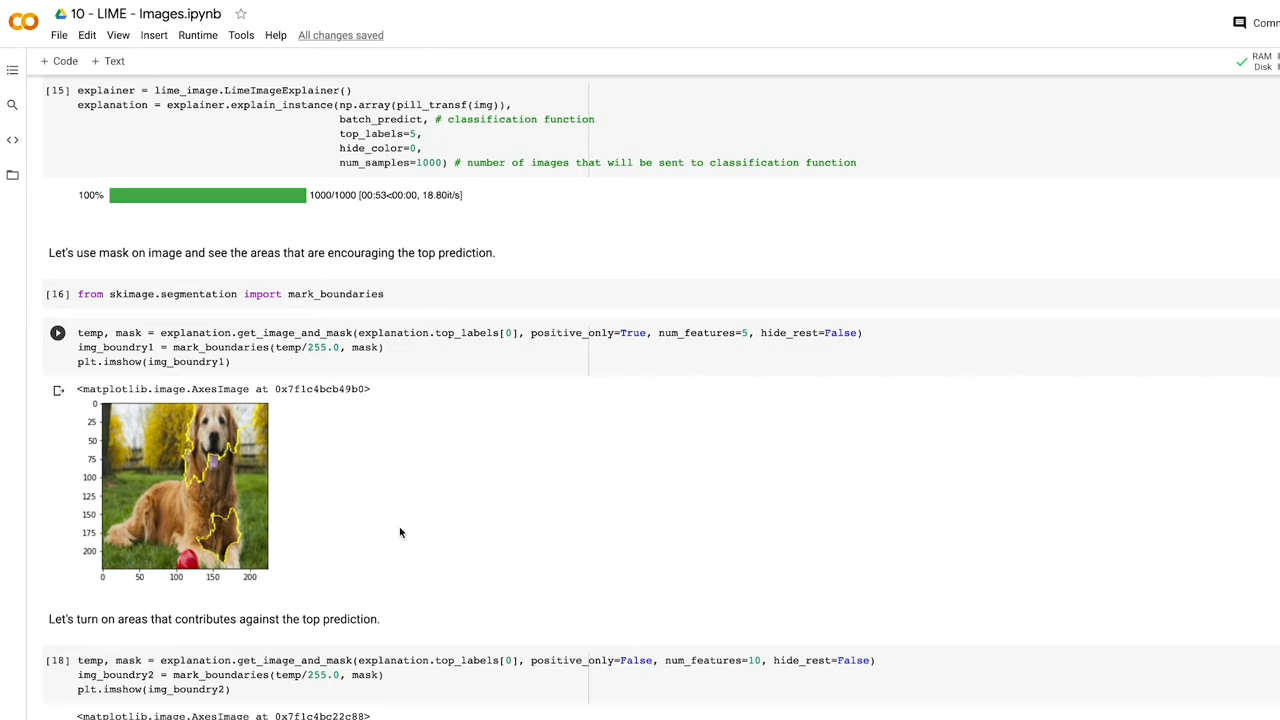 10 - LIME - Images.ipynb
File Edit View Insert Runtime Tools Help All changes saved
RAM
Disk
+ Code + Text
[15] explainer = lime_image.LimeImageExplainer()
explanation = explainer.explain_instance(np.array(pill_transf(img)),
batch_predict, # classification function
top_labels=5,
hide_color=0,
num_samples=1000) # number of images that will be sent to classification function
100% 1000/1000 [00:53<00:00, 18.80it/s]
Let's use mask on image and see the areas that are encouraging the top prediction.
[16] from skimage.segmentation import mark_boundaries
temp, mask = explanation.get_image_and_mask(explanation.top_labels[0], positive_only=True, num_features=5, hide_rest=False)
img_boundry1 = mark_boundaries(temp/255.0, mask)
plt.imshow(img_boundry1)
<matplotlib.image.AxesImage at 0x7f1c4bcb49b0>
0
25
50
75
100
125
150
175
200
0 50 100 150 200
Let's turn on areas that contributes against the top prediction.
[18] temp, mask = explanation.get_image_and_mask(explanation.top_labels[0], positive_only=False, num_features=10, hide_rest=False)
img_boundry2 = mark_boundaries(temp/255.0, mask)
plt.imshow(img_boundry2)
<matplotlib.image.AxesImage at 0x7f1c4bc22c88>